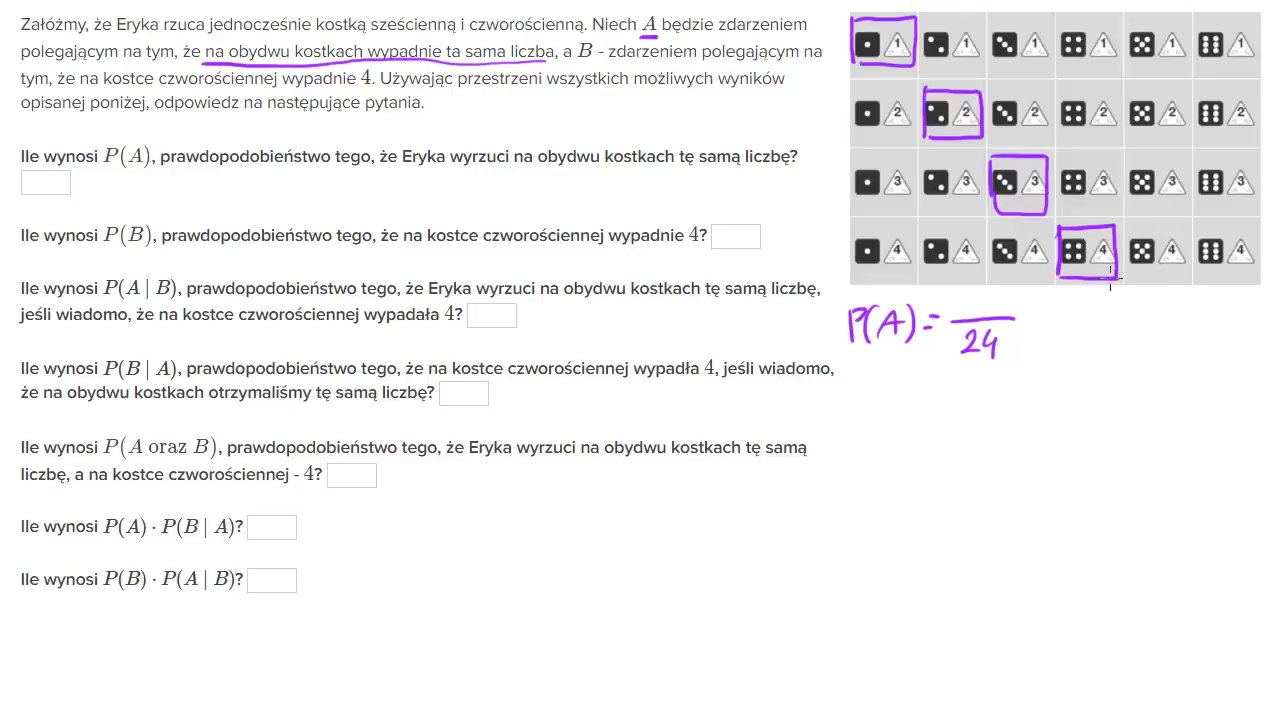 Załóżmy, że Eryka rzuca jednocześnie kostką sześcienną i czworościenną. Niech A będzie zdarzeniem
polegającym na tym, że na obydwu kostkach wypadnie ta sama liczba, a B - zdarzeniem polegającym na
tym, że na kostce czworościennej wypadnie 4. Używając przestrzeni wszystkich możliwych wyników
opisanej poniżej, odpowiedz na następujące pytania.
Ile wynosi P(A), prawdopodobieństwo tego, że Eryka wyrzuci na obydwu kostkach tę samą liczbę?
Ile wynosi P(B), prawdopodobieństwo tego, że na kostce czworościennej wypadnie 4?
Ile wynosi P(A | B), prawdopodobieństwo tego, że Eryka wyrzuci na obydwu kostkach tę samą liczbę,
jeśli wiadomo, że na kostce czworościennej wypadała 4?
Ile wynosi P(B | A), prawdopodobieństwo tego, że na kostce czworościennej wypadła 4, jeśli wiadomo,
że na obydwu kostkach otrzymaliśmy tę samą liczbę?
Ile wynosi P(A oraz B), prawdopodobieństwo tego, że Eryka wyrzuci na obydwu kostkach tę samą
liczbę, a na kostce czworościennej - 4?
Ile wynosi P(A) · P(B | A)?
Ile wynosi P(B) · P(A | B)?
1 1 1 1 1 1
2 2 2 2 2 2
3 3 3 3 3 3
4 4 4 4 4 4
P(A) =
24